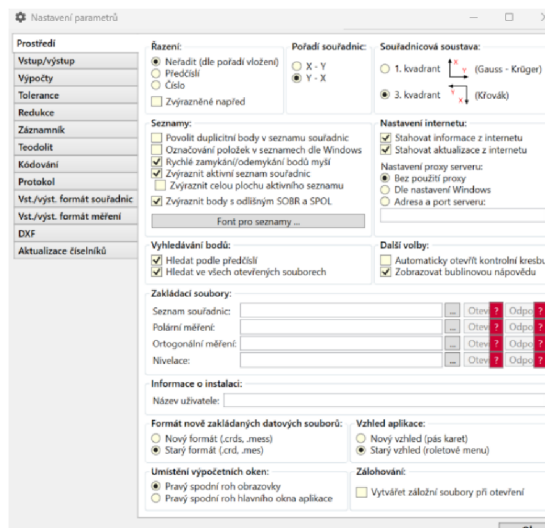 Nastavení parametrů
Prostředí
Vstup/výstup
Výpočty
Tolerance
Redukce
Záznamník
Teodolit
Kódování
Protokol
Vst./výst. formát souřadnic
Vst./výst. formát měření
DXF
Aktualizace číselníků
Řazení:
Neřadit (dle pořadí vložení)
Předčíslí
Číslo
Zvýrazněné napřed
Pořadí souřadnic:
X - Y
Y - X
Souřadnicová soustava:
1. kvadrant X Y (Gauss - Krüger)
3. kvadrant Y X (Křovák)
Seznamy:
Povolit duplicitní body v seznamu souřadnic
Označování položek v seznamech dle Windows
Rychlé zamykání/odemykání bodů myší
Zvýraznit aktivní seznam souřadnic
Zvýraznit celou plochu aktivního seznamu
Zvýraznit body s odlišným SOBR a SPOL
Font pro seznamy ...
Nastavení internetu:
Stahovat informace z internetu
Stahovat aktualizace z internetu
Nastavení proxy serveru:
Bez použití proxy
Dle nastavení Windows
Adresa a port serveru:
Vyhledávání bodů:
Hledat podle předčíslí
Hledat ve všech otevřených souborech
Další volby:
Automaticky otevřít kontrolní kresbu
Zobrazovat bublinovou nápovědu
Zakládací soubory:
Seznam souřadnic: ... Otev ? Odpo ?
Polární měření: ... Otev ? Odpo ?
Ortogonální měření: ... Otev ? Odpo ?
Nivelace: ... Otev ? Odpo ?
Informace o instalaci:
Název uživatele:
Formát nově zakládaných datových souborů:
Nový formát (.crds, .mess)
Starý formát (.crd, .mes)
Vzhled aplikace:
Nový vzhled (pás karet)
Starý vzhled (roletové menu)
Umístění výpočetních oken:
Pravý spodní roh obrazovky
Pravý spodní roh hlavního okna aplikace
Zálohování:
Vytvářet záložní soubory při otevření